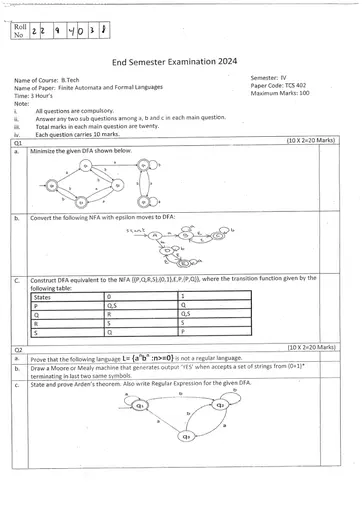 Roll No 2 2 9 4 0 3 1
End Semester Examination 2024
Name of Course: B.Tech
Semester: IV
Name of Paper: Finite Automata and Formal Languages
Paper Code: TCS 402
Time: 3 Hour's
Maximum Marks: 100
Note:
i. All questions are compulsory.
ii. Answer any two sub questions among a, b and c in each main question.
iii. Total marks in each main question are twenty.
iv. Each question carries 10 marks.
Q1 (10 X 2=20 Marks)
a. Minimize the given DFA shown below.
b. Convert the following NFA with epsilon moves to DFA:
START
C. Construct DFA equivalent to the NFA ({P,Q,R,S},{0,1},δ,P,{P,Q}), where the transition function given by the
following table:
States 0 1
P Q,S Q
Q R Q,S
R S S
S Q P
Q2 (10 X 2=20 Marks)
a. Prove that the following language L= {aⁿbⁿ :n>=0} is not a regular language.
b. Draw a Moore or Mealy machine that generates output 'YES' when accepts a set of strings from (0+1)*
terminating in last two same symbols.
c. State and prove Arden's theorem. Also write Regular Expression for the given DFA.
a b b
q₁ q₂
b a a
q₃